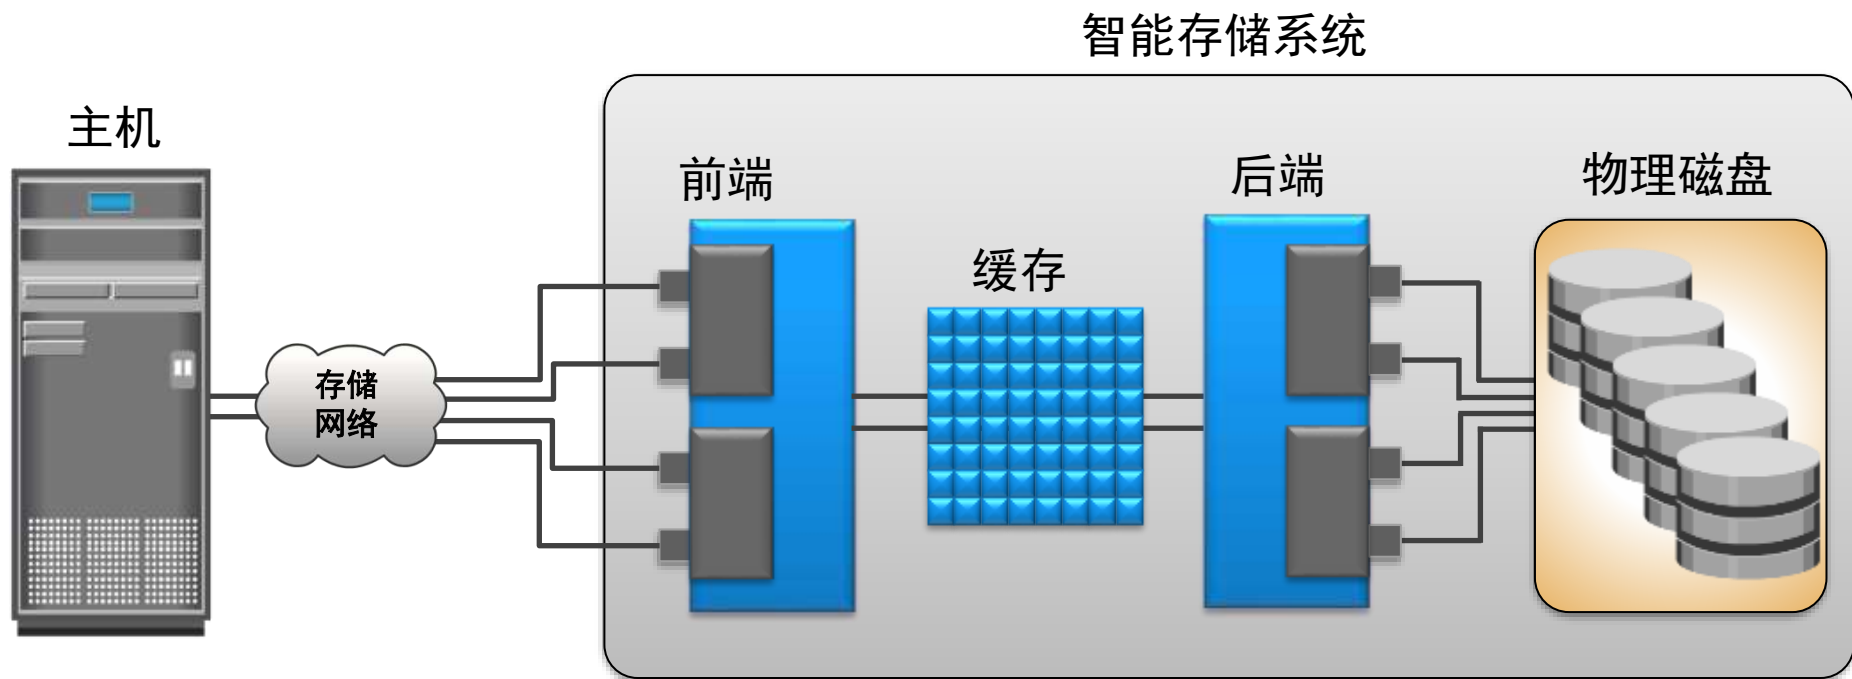 智能存储系统
主机
前端
后端
物理磁盘
缓存
存储
网络